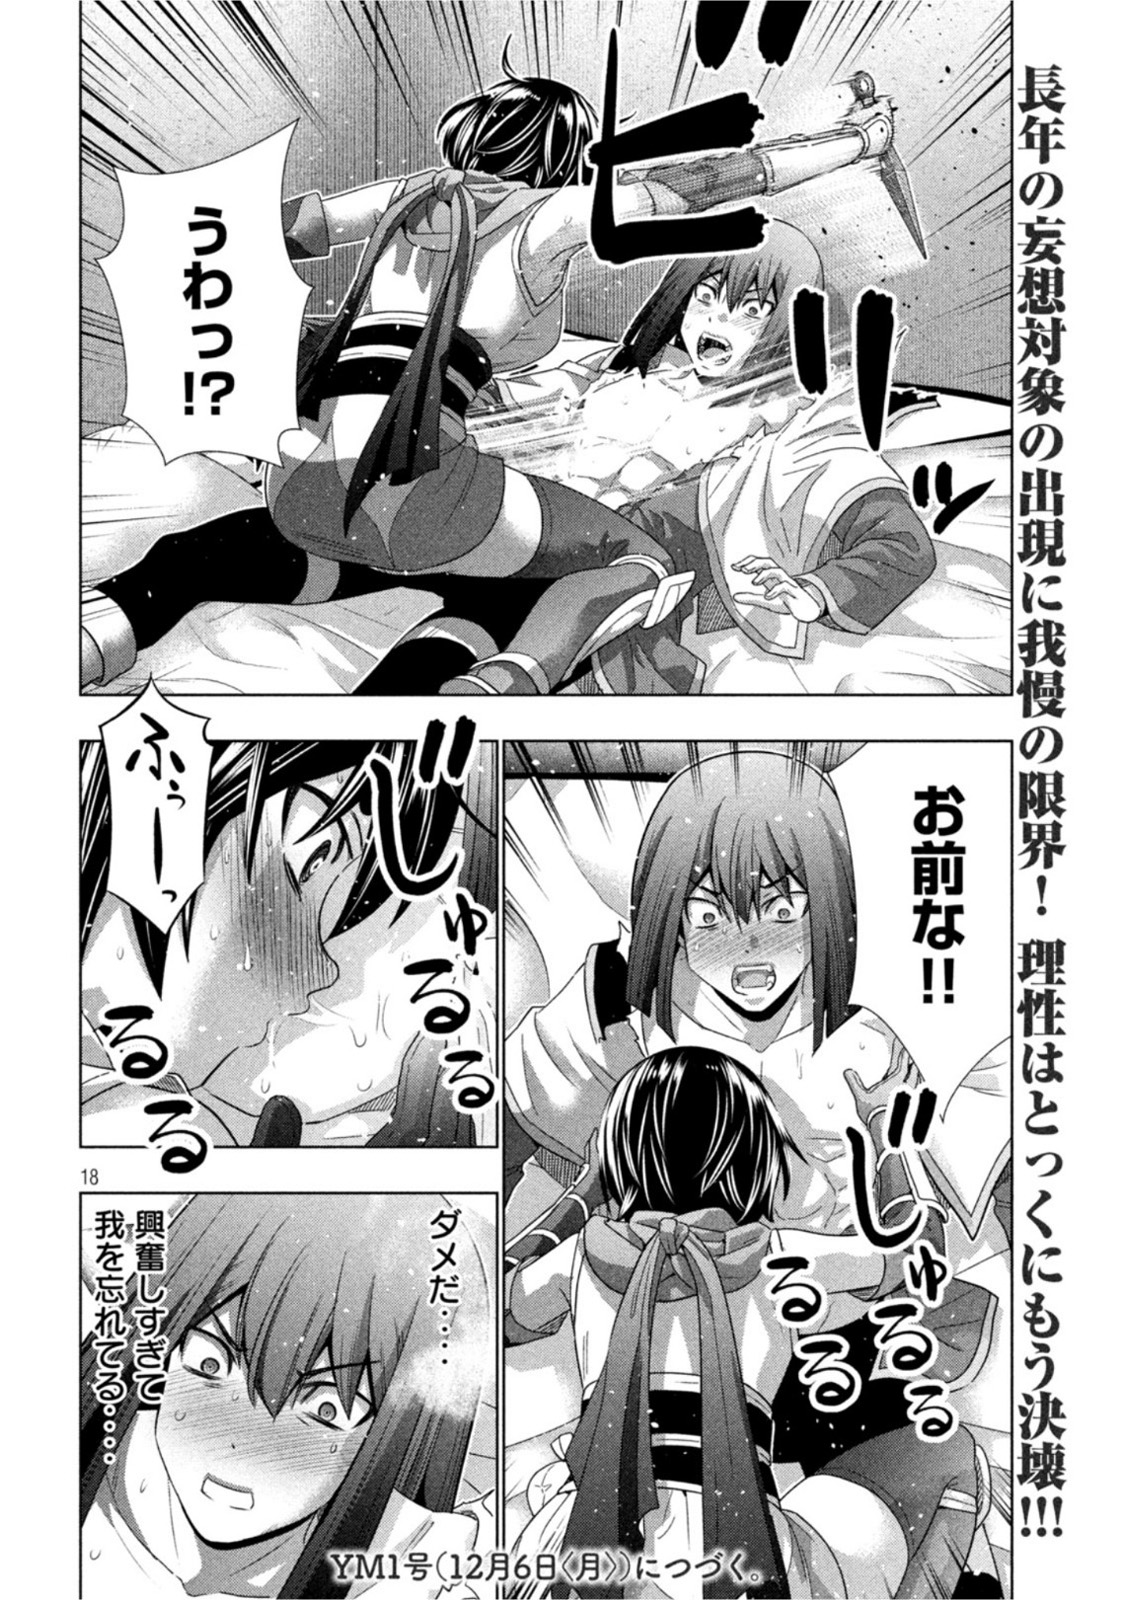 長年の妄想対象の出現に我慢の限界！ 理性はとっくにもう決壊!!!
ビリィッ
うわっ!?
お前な!!
じゅるるるる
ふぅーっ
じゅるる
るる
ダメだ‥‥
興奮しすぎて
我を忘れてる‥‥‥
18
YM1号(12月6日〈月〉)につづく。